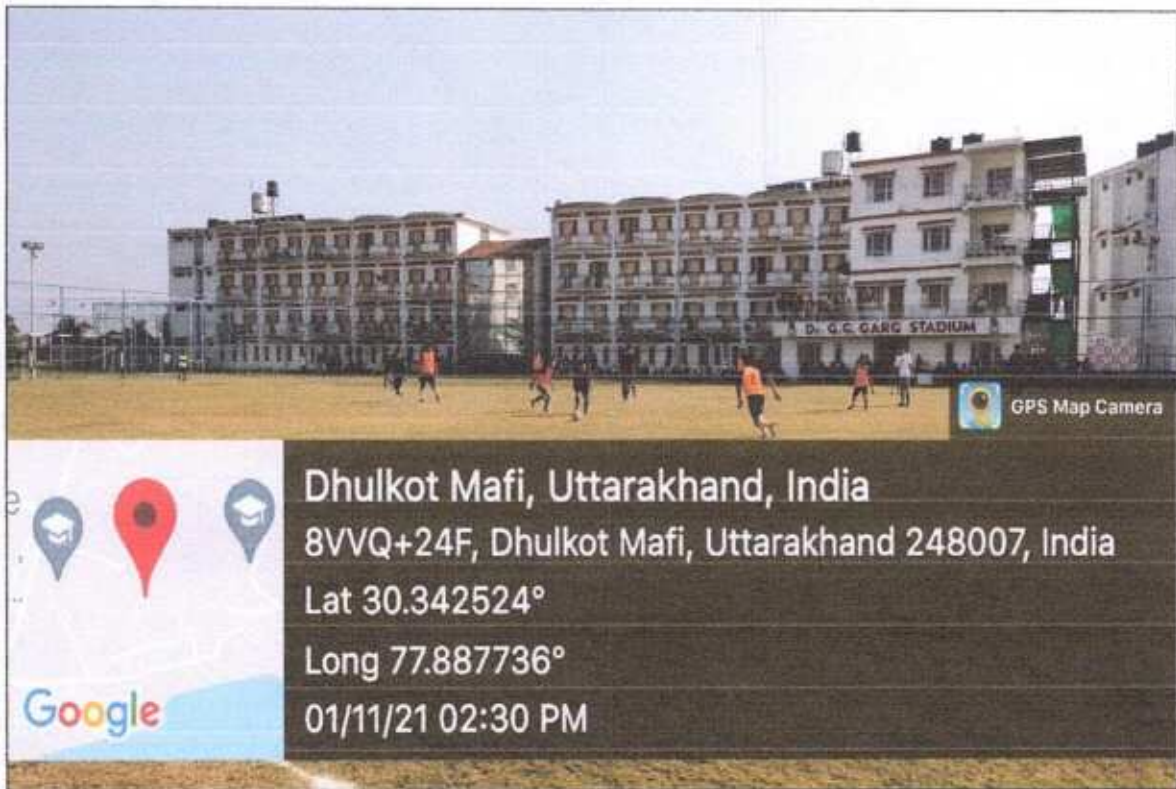 Dr. G.C. GARG STADIUM
GPS Map Camera
Dhulkot Mafi, Uttarakhand, India
8VVQ+24F, Dhulkot Mafi, Uttarakhand 248007, India
Lat 30.342524°
Long 77.887736°
01/11/21 02:30 PM
Google